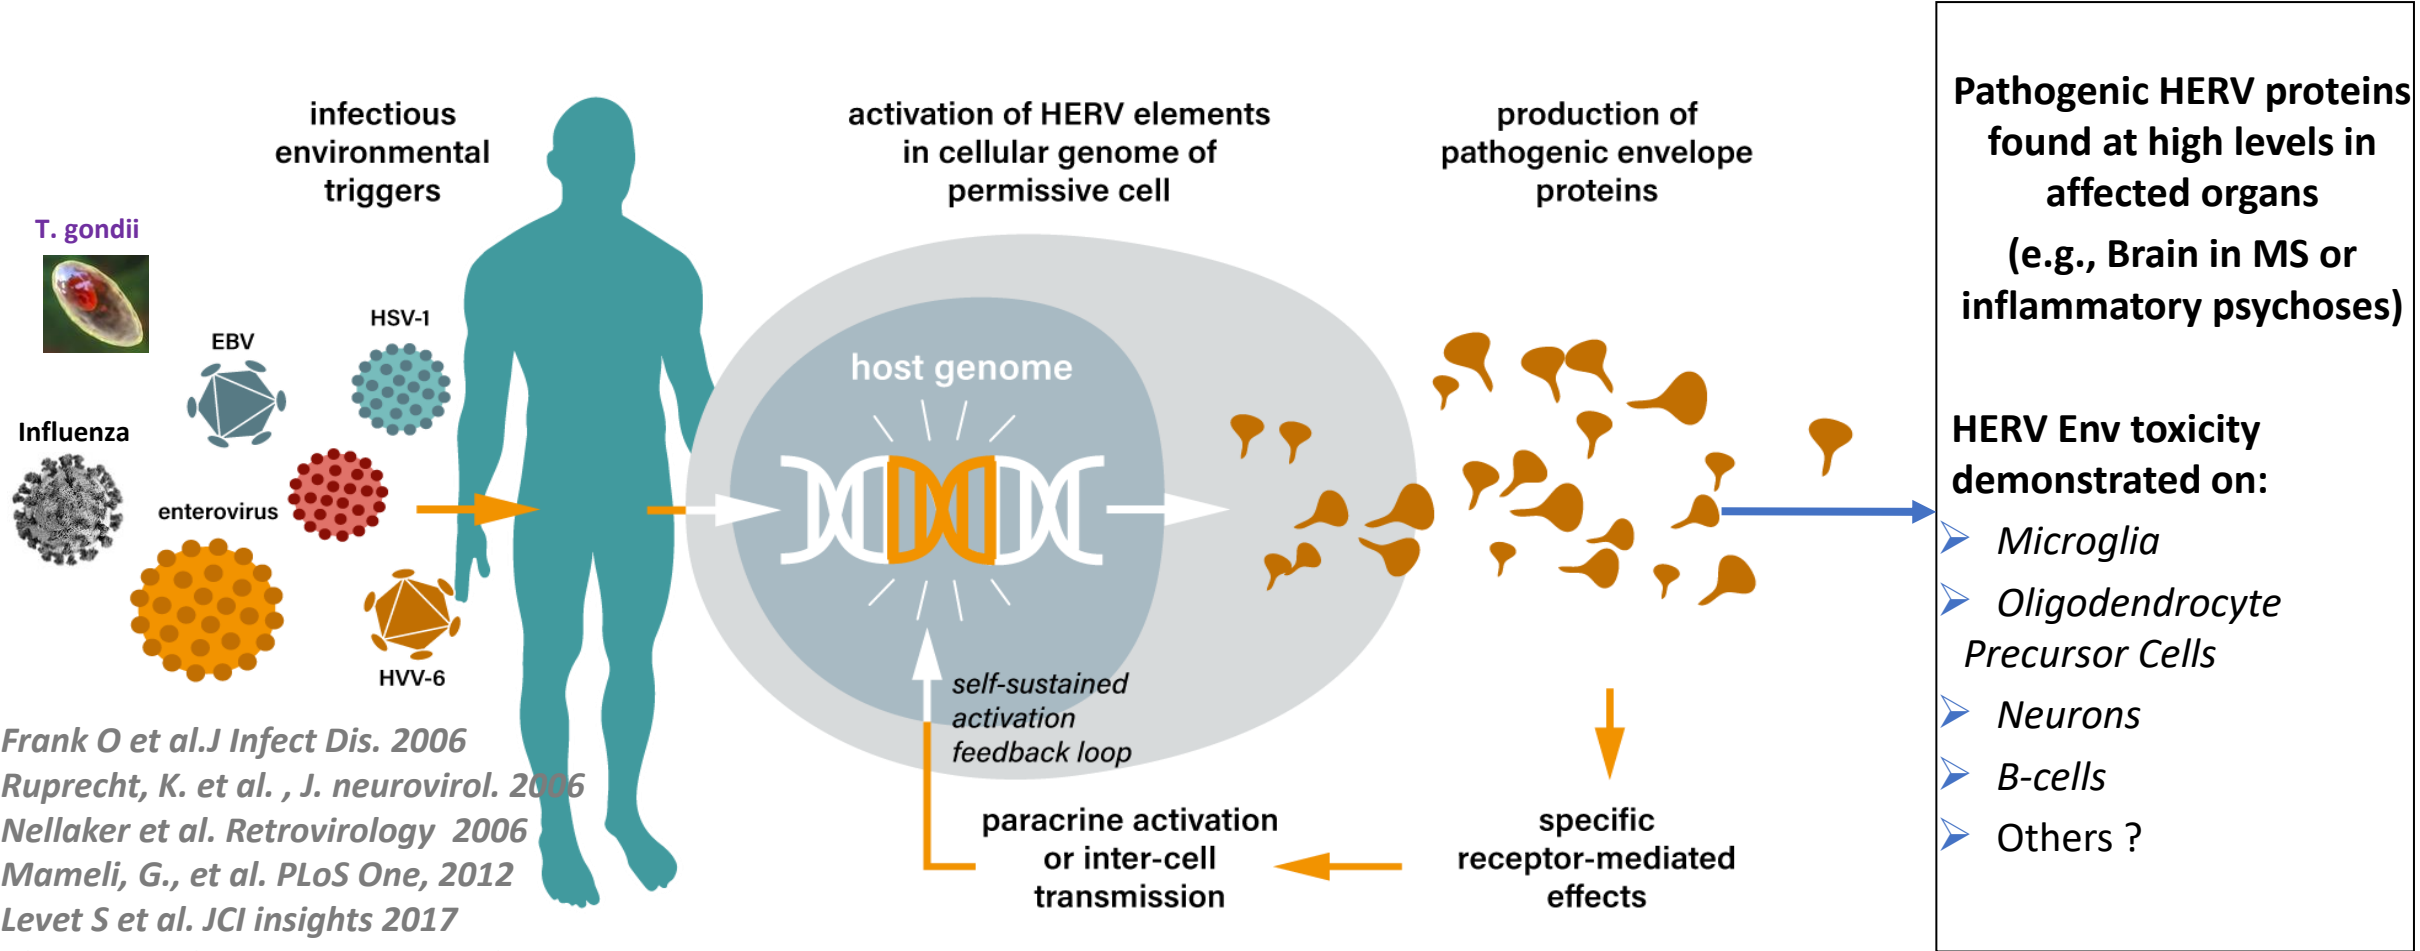 infectious
environmental
triggers
T. gondii
EBV
HSV-1
Influenza
enterovirus
HVV-6
Frank O et al.J Infect Dis. 2006
Ruprecht, K. et al. , J. neurovirol. 2006
Nellaker et al. Retrovirology  2006
Mameli, G., et al. PLoS One, 2012
Levet S et al. JCI insights 2017
activation of HERV elements
in cellular genome of
permissive cell
host genome
self-sustained
activation
feedback loop
production of
pathogenic envelope
proteins
specific
receptor-mediated
effects
paracrine activation
or inter-cell
transmission
Pathogenic HERV proteins
found at high levels in
affected organs
(e.g., Brain in MS or
inflammatory psychoses)
HERV Env toxicity
demonstrated on:
➢ Microglia
➢ Oligodendrocyte
Precursor Cells
➢ Neurons
➢ B-cells
➢ Others ?